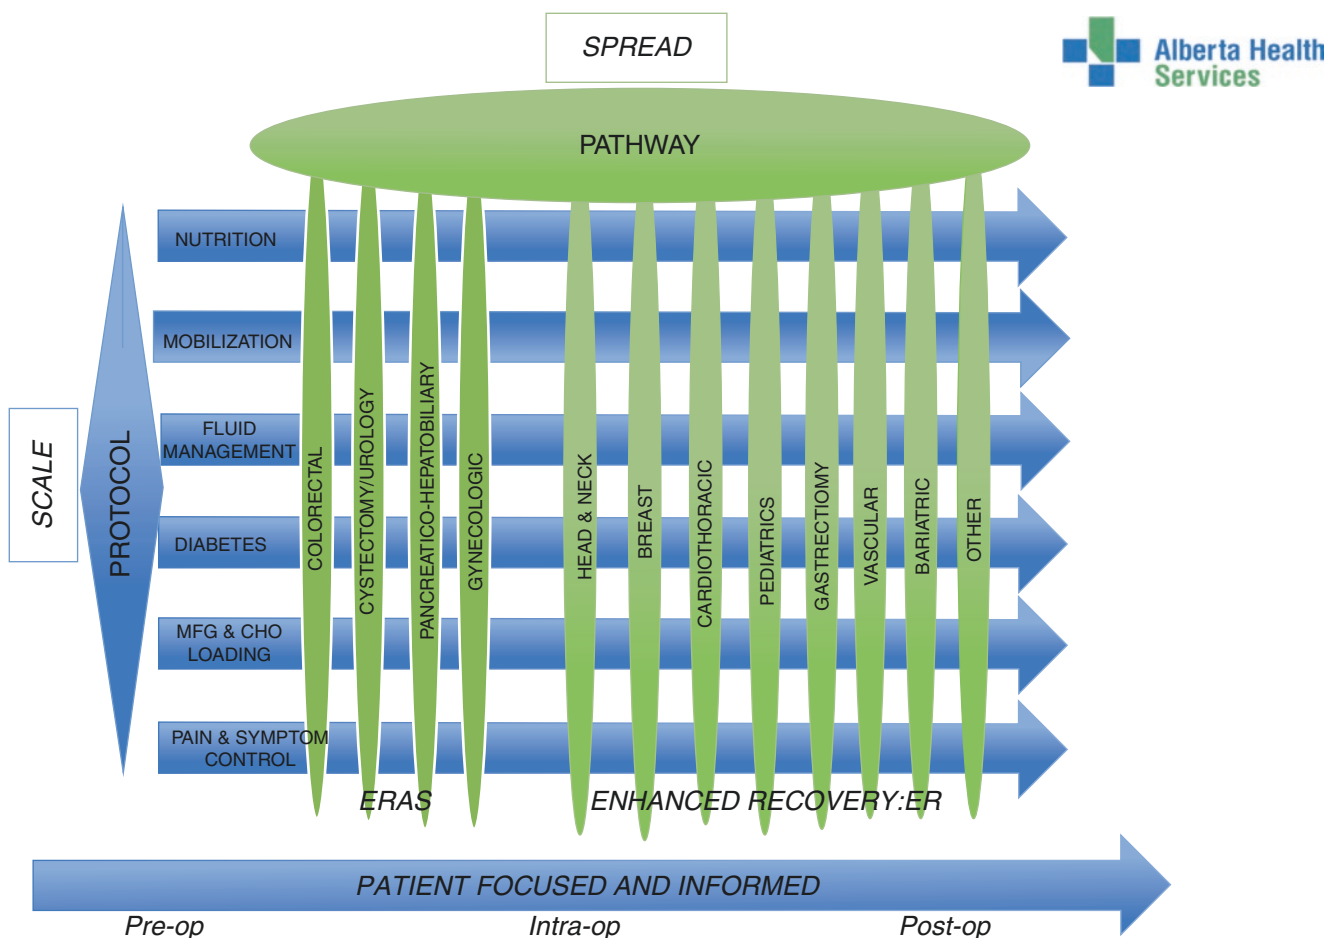 SPREAD
Alberta Health
Services
PATHWAY
NUTRITION
MOBILIZATION
FLUID
MANAGEMENT
DIABETES
MFG & CHO
LOADING
PAIN & SYMPTOM
CONTROL
SCALE
PROTOCOL
COLORECTAL
CYSTECTOMY/UROLOGY
PANCREATICO-HEPATOBILIARY
GYNECOLOGIC
HEAD & NECK
BREAST
CARDIOTHORACIC
PEDIATRICS
GASTRECTIOMY
VASCULAR
BARIATRIC
OTHER
ERAS
ENHANCED RECOVERY:ER
PATIENT FOCUSED AND INFORMED
Pre-op
Intra-op
Post-op